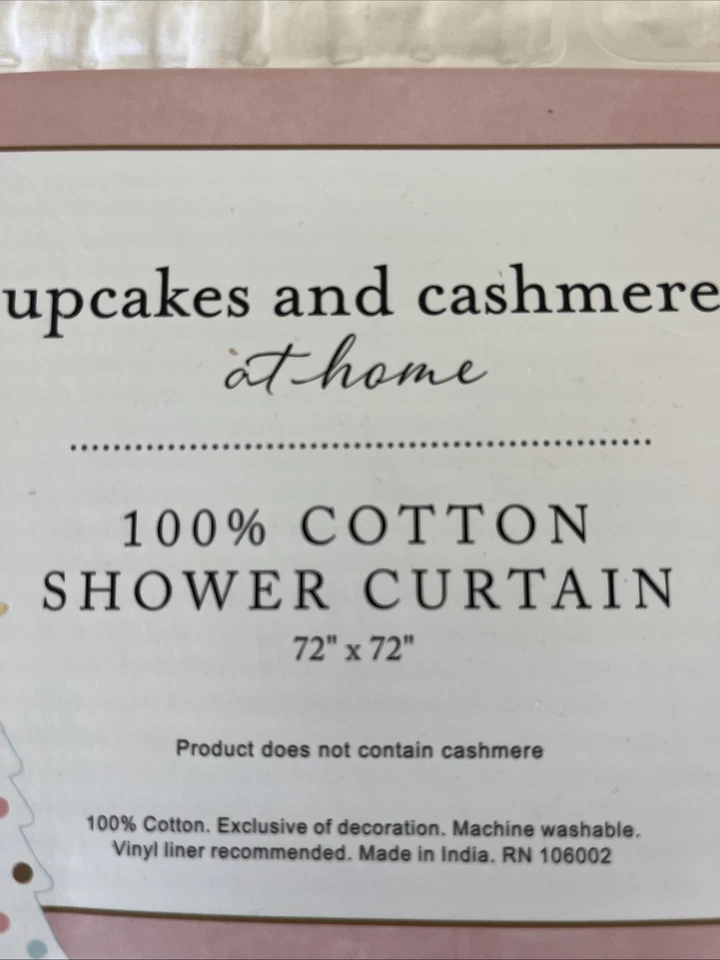 upcakes and cashmere
at home
100% COTTON
SHOWER CURTAIN
72" x 72"
Product does not contain cashmere
100% Cotton. Exclusive of decoration. Machine washable.
Vinyl liner recommended. Made in India. RN 106002